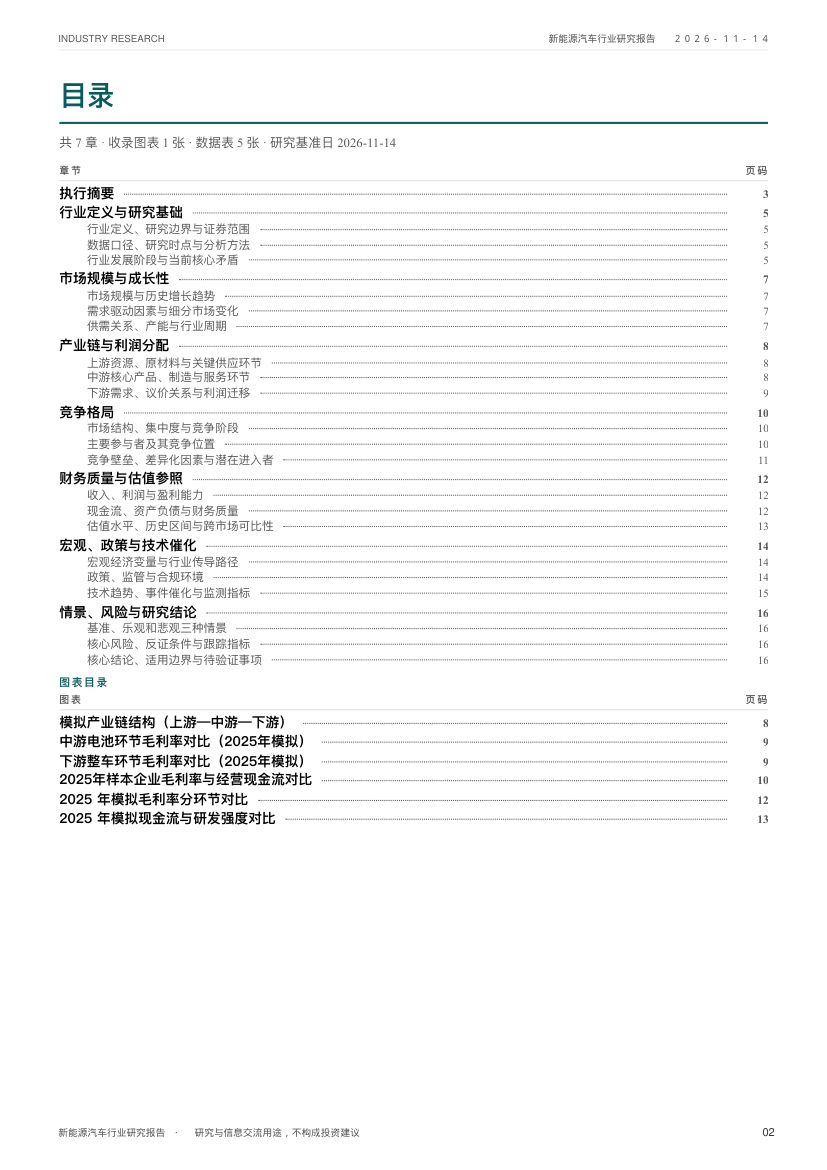 INDUSTRY RESEARCH 新能源汽车行业研究报告 2026-11-14
目录
共 7 章 · 收录图表 1 张 · 数据表 5 张 · 研究基准日 2026-11-14
章节 页码
执行摘要 3
行业定义与研究基础 5
行业定义、研究边界与证券范围 5
数据口径、研究时点与分析方法 5
行业发展阶段与当前核心矛盾 5
市场规模与成长性 7
市场规模与历史增长趋势 7
需求驱动因素与细分市场变化 7
供需关系、产能与行业周期 7
产业链与利润分配 8
上游资源、原材料与关键供应环节 8
中游核心产品、制造与服务环节 8
下游需求、议价关系与利润迁移 9
竞争格局 10
市场结构、集中度与竞争阶段 10
主要参与者及其竞争位置 10
竞争壁垒、差异化因素与潜在进入者 11
财务质量与估值参照 12
收入、利润与盈利能力 12
现金流、资产负债与财务质量 12
估值水平、历史区间与跨市场可比性 13
宏观、政策与技术催化 14
宏观经济变量与行业传导路径 14
政策、监管与合规环境 14
技术趋势、事件催化与监测指标 15
情景、风险与研究结论 16
基准、乐观和悲观三种情景 16
核心风险、反证条件与跟踪指标 16
核心结论、适用边界与待验证事项 16
图表目录
图表 页码
模拟产业链结构（上游—中游—下游） 8
中游电池环节毛利率对比（2025年模拟） 9
下游整车环节毛利率对比（2025年模拟） 9
2025年样本企业毛利率与经营现金流对比 10
2025 年模拟毛利率分环节对比 12
2025 年模拟现金流与研发强度对比 13
新能源汽车行业研究报告 · 研究与信息交流用途，不构成投资建议 02